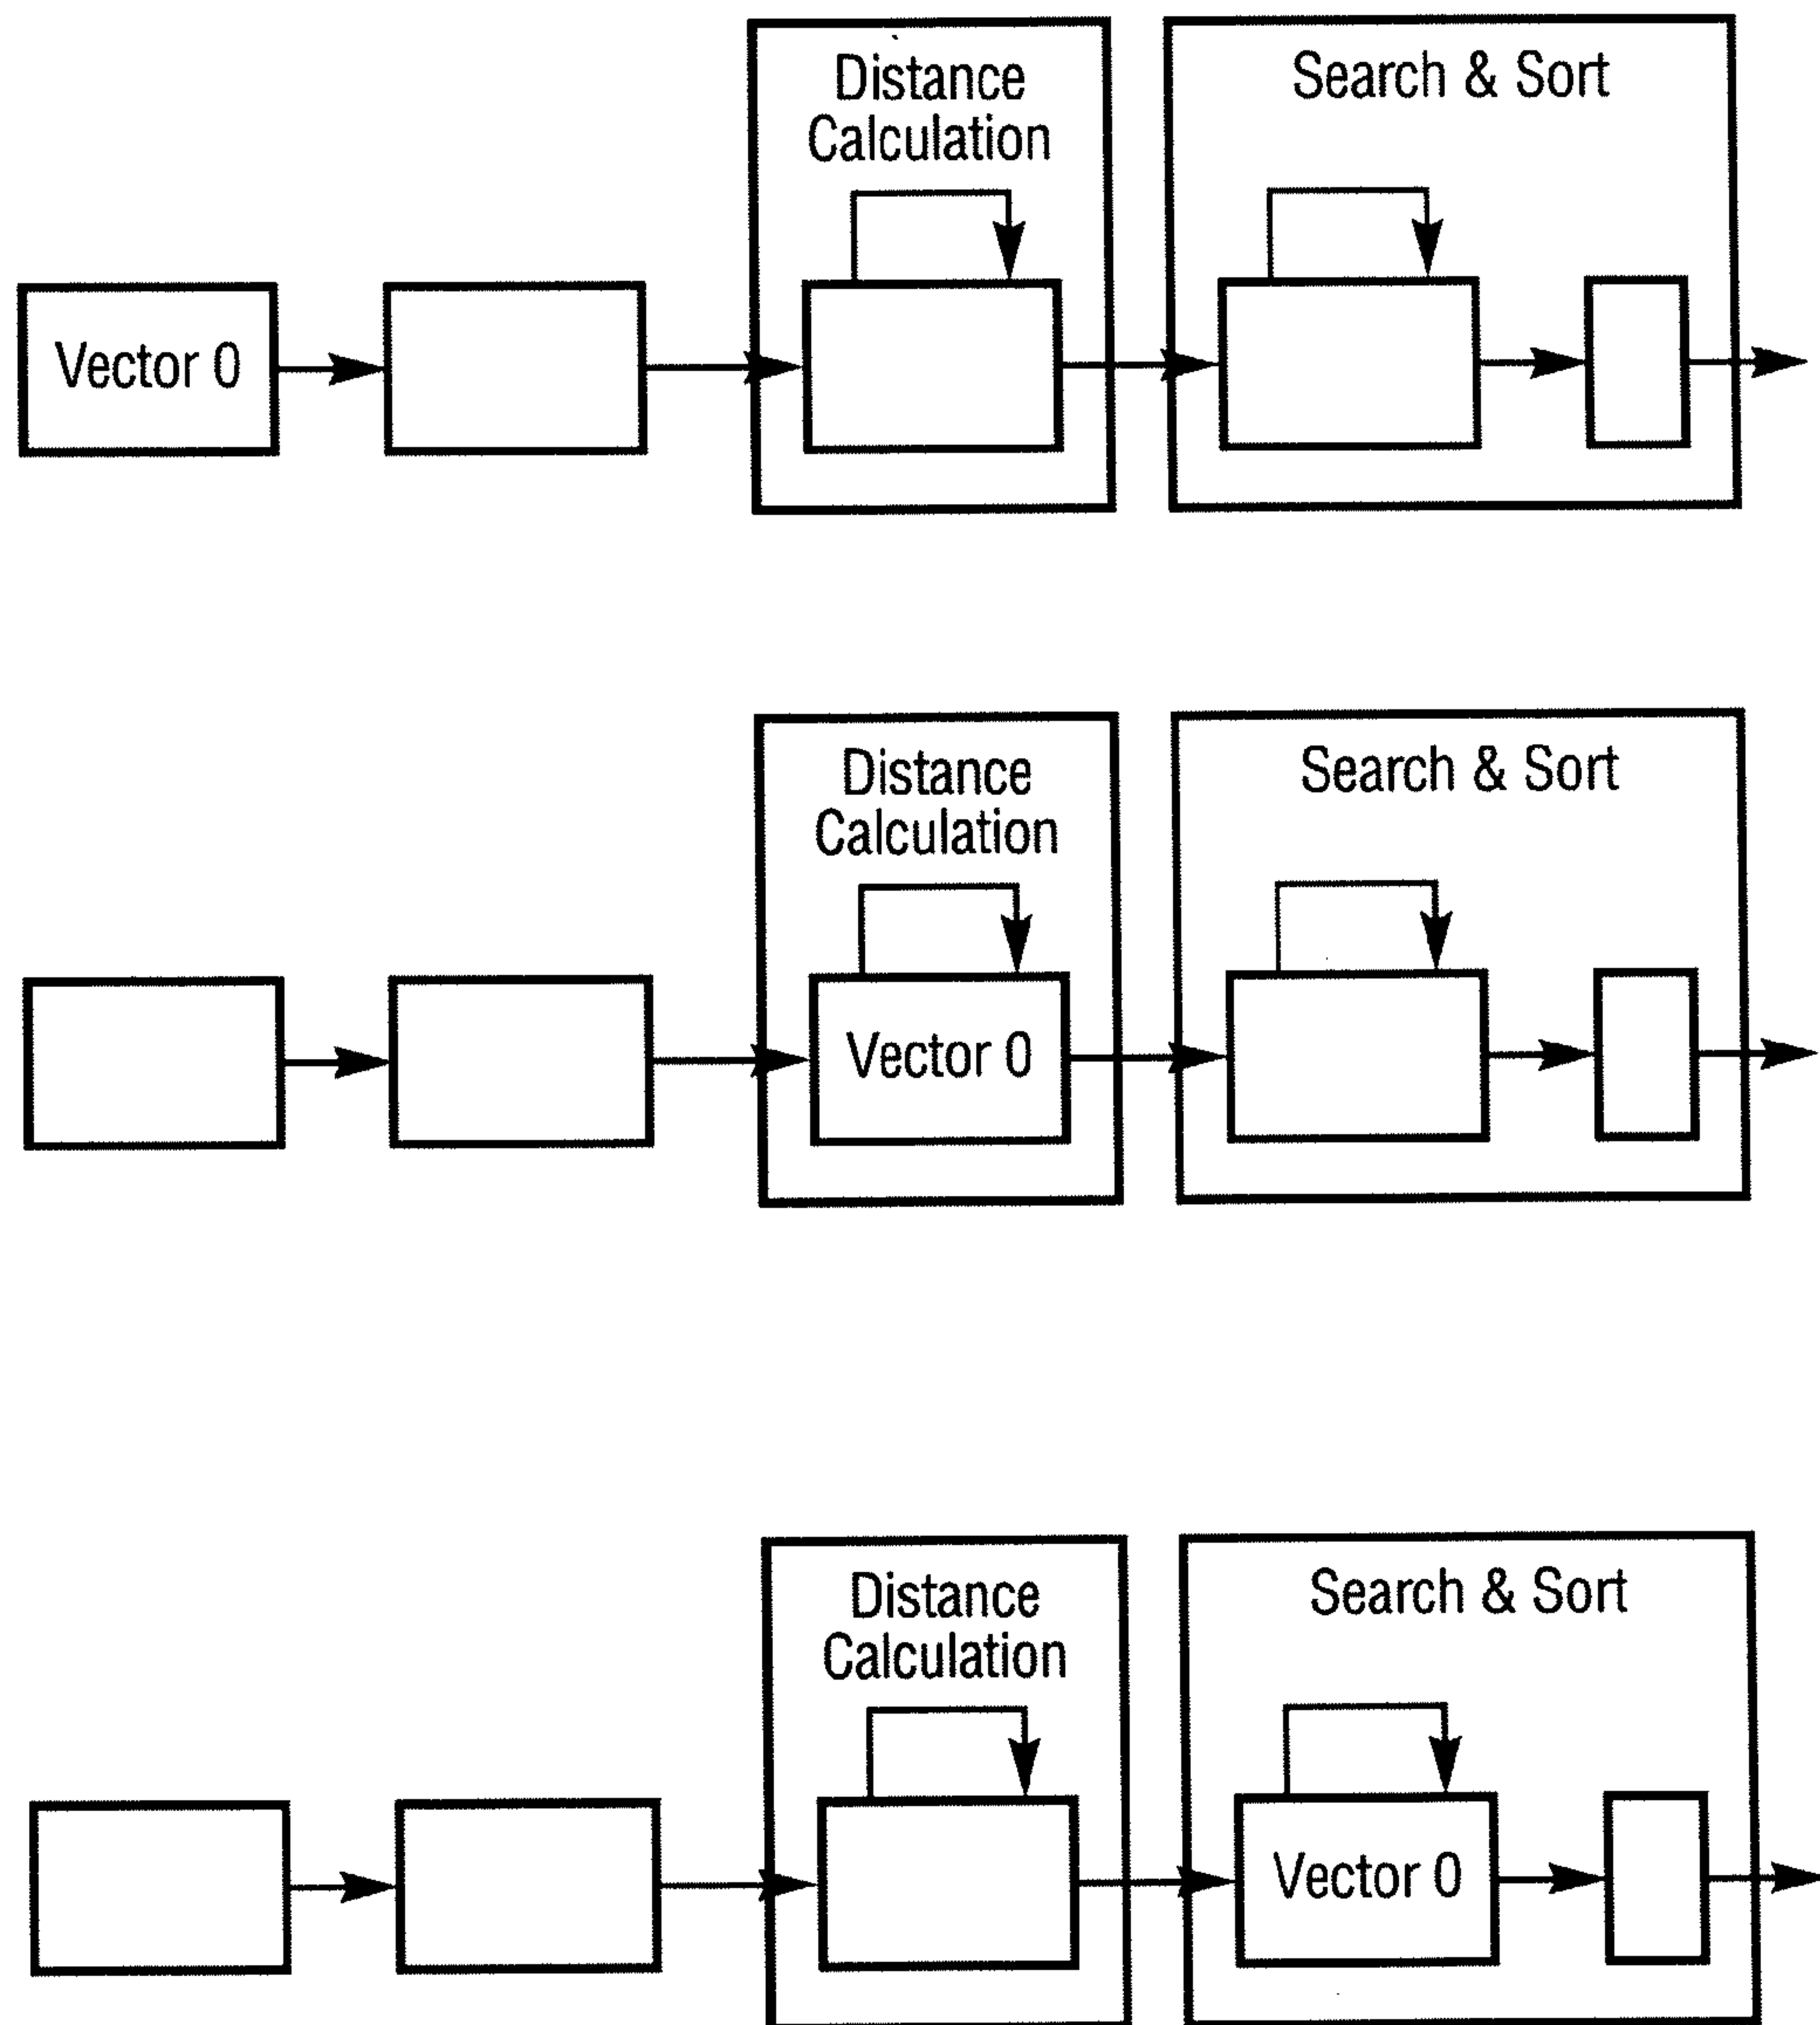 Distance
Calculation
Search & Sort
Vector 0
Distance
Calculation
Search & Sort
Vector 0
Distance
Calculation
Search & Sort
Vector 0